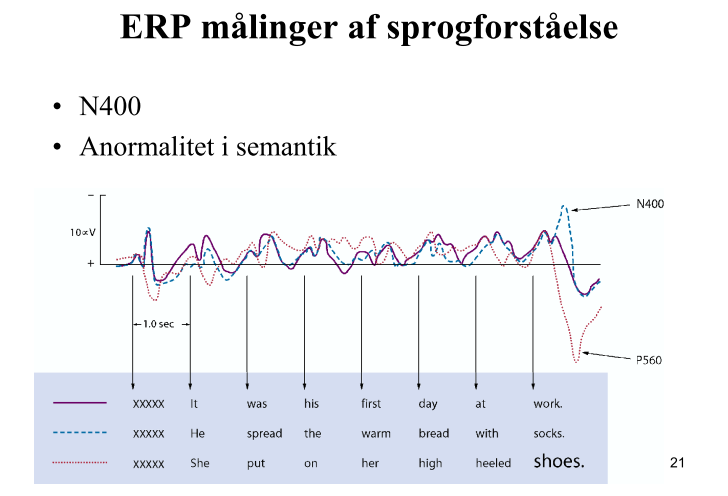 ERP målinger af sprogforståelse
• N400
• Anormalitet i semantik
−
N400
10∝V
+
1.0 sec
P560
XXXXX It was his first day at work.
XXXXX He spread the warm bread with socks.
XXXXX She put on her high heeled shoes.
21